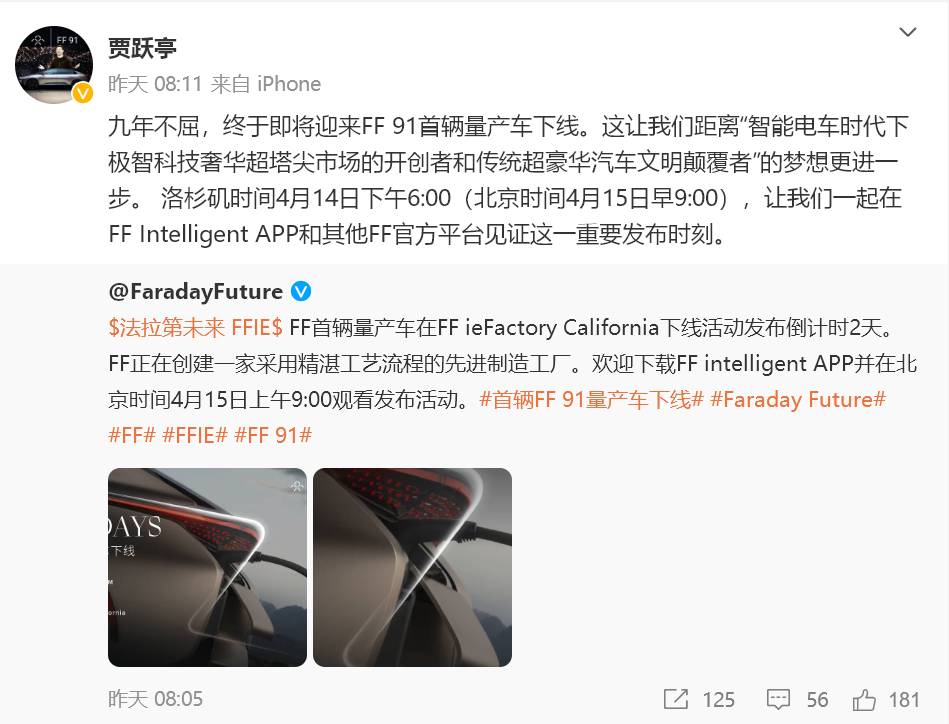 FF 91
贾跃亭
昨天 08:11 来自 iPhone
九年不屈，终于即将迎来FF 91首辆量产车下线。这让我们距离“智能电车时代下
极智科技奢华超塔尖市场的开创者和传统超豪华汽车文明颠覆者”的梦想更进一
步。 洛杉矶时间4月14日下午6:00（北京时间4月15日早9:00），让我们一起在
FF Intelligent APP和其他FF官方平台见证这一重要发布时刻。
@FaradayFuture
$法拉第未来 FFIE$ FF首辆量产车在FF ieFactory California下线活动发布倒计时2天。
FF正在创建一家采用精湛工艺流程的先进制造工厂。欢迎下载FF intelligent APP并在北
京时间4月15日上午9:00观看发布活动。#首辆FF 91量产车下线# #Faraday Future#
#FF# #FFIE# #FF 91#
DAYS
下线
M
ornia
昨天 08:05
125 56 181